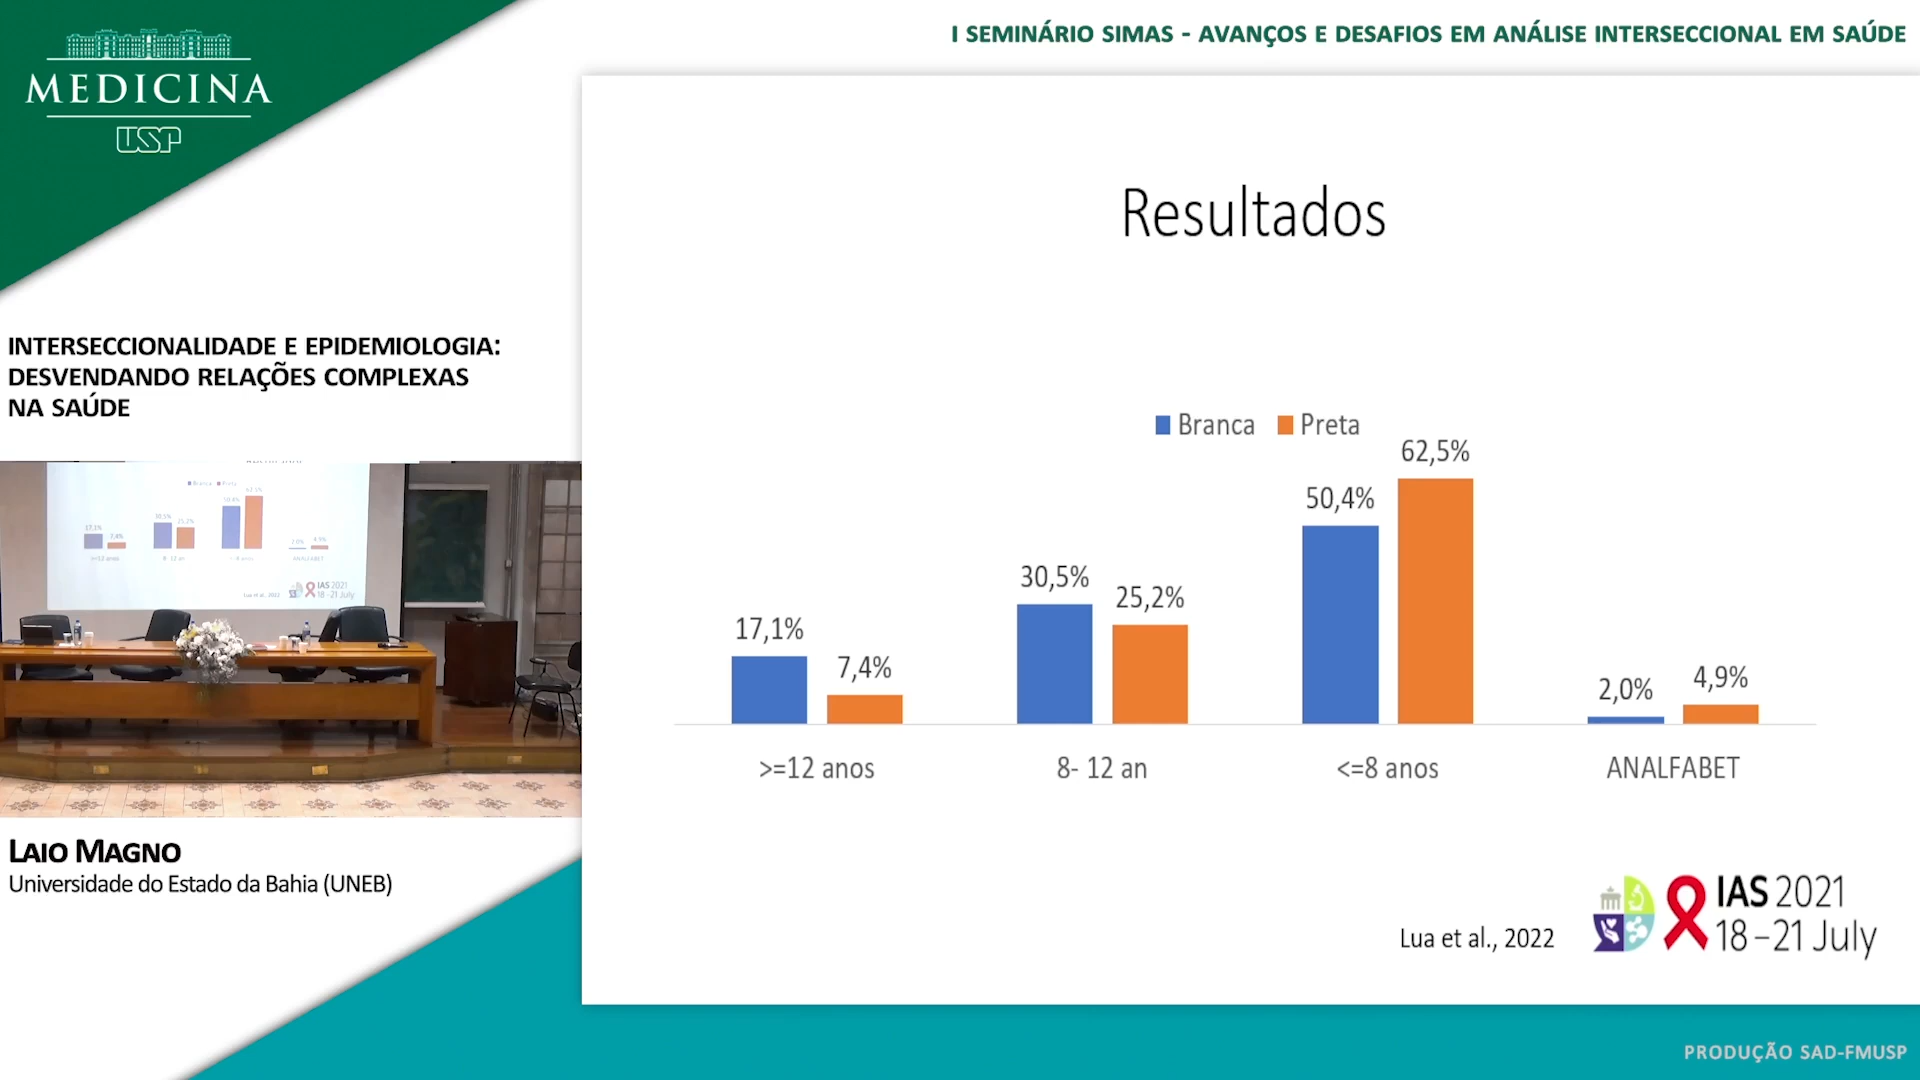 MEDICINA
USP
I SEMINÁRIO SIMAS - AVANÇOS E DESAFIOS EM ANÁLISE INTERSECCIONAL EM SAÚDE
INTERSECCIONALIDADE E EPIDEMIOLOGIA:
DESVENDANDO RELAÇÕES COMPLEXAS
NA SAÚDE
LAIO MAGNO
Universidade do Estado da Bahia (UNEB)
Resultados
Branca Preta
17,1% 7,4% 30,5% 25,2% 50,4% 62,5% 2,0% 4,9%
>=12 anos 8- 12 an <=8 anos ANALFABET
Lua et al., 2022
IAS 2021
18–21 July
PRODUÇÃO SAD-FMUSP